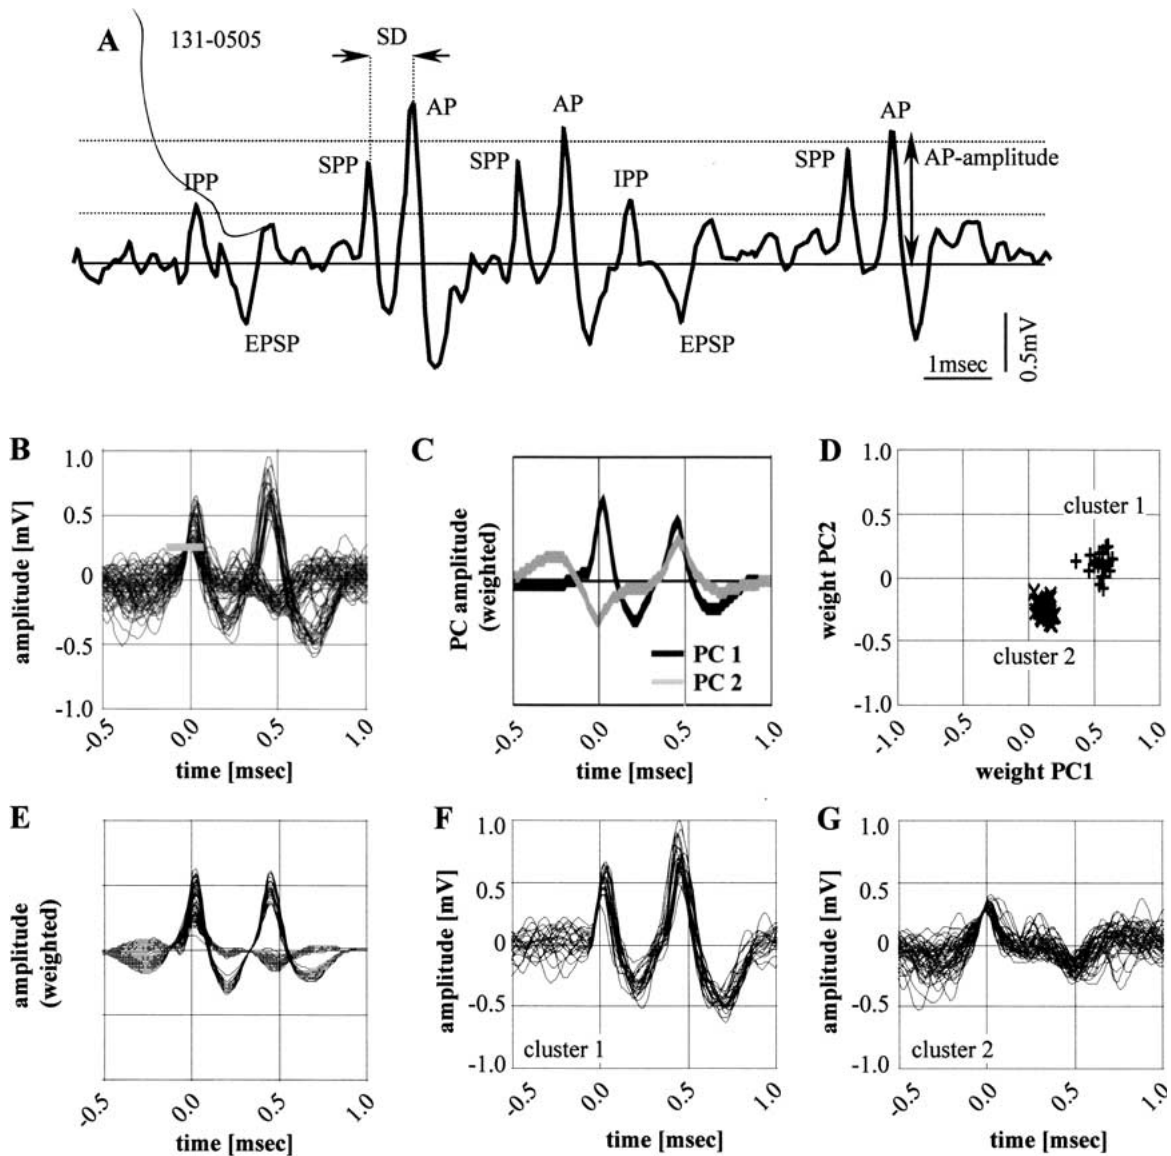 A
131-0505
SD
AP
AP
AP
SPP
SPP
SPP
AP-amplitude
IPP
IPP
EPSP
EPSP
1msec
0.5mV
B
amplitude [mV]
1.0
0.5
0
-0.5
-1.0
-0.5
0.0
0.5
1.0
time [msec]
C
PC amplitude
(weighted)
PC 1
PC 2
-0.5
0.0
0.5
1.0
time [msec]
D
weight PC2
1.0
0.5
0
-0.5
-1.0
cluster 1
cluster 2
-1.0
-0.5
0.0
0.5
1.0
weight PC1
E
amplitude
(weighted)
-0.5
0.0
0.5
1.0
time [msec]
F
amplitude [mV]
1.0
0.5
0
-0.5
-1.0
cluster 1
-0.5
0.0
0.5
1.0
time [msec]
G
amplitude [mV]
1.0
0.5
0
-0.5
-1.0
cluster 2
-0.5
0.0
0.5
1.0
time [msec]